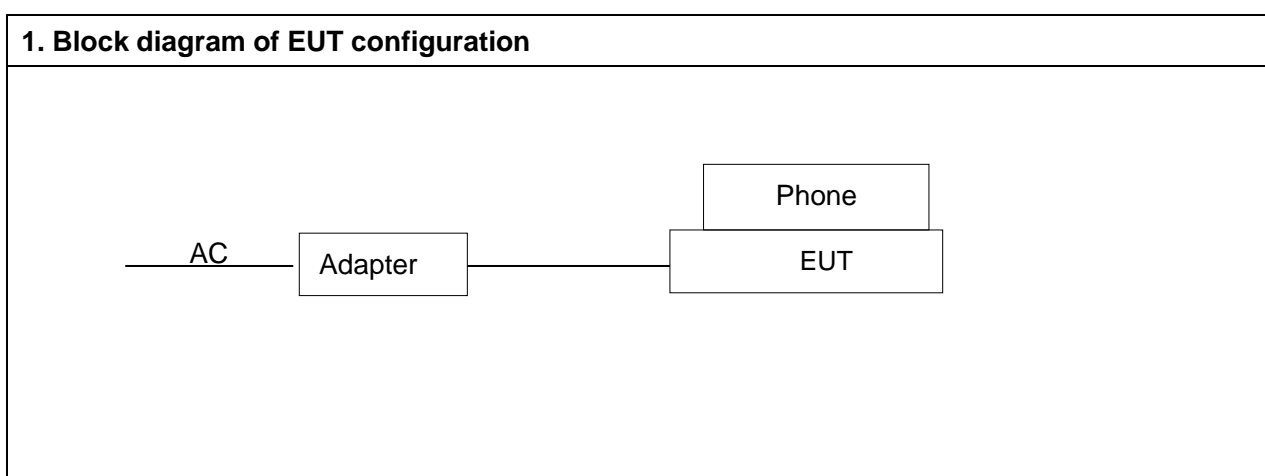 1. Block diagram of EUT configuration
Phone
AC
Adapter
EUT